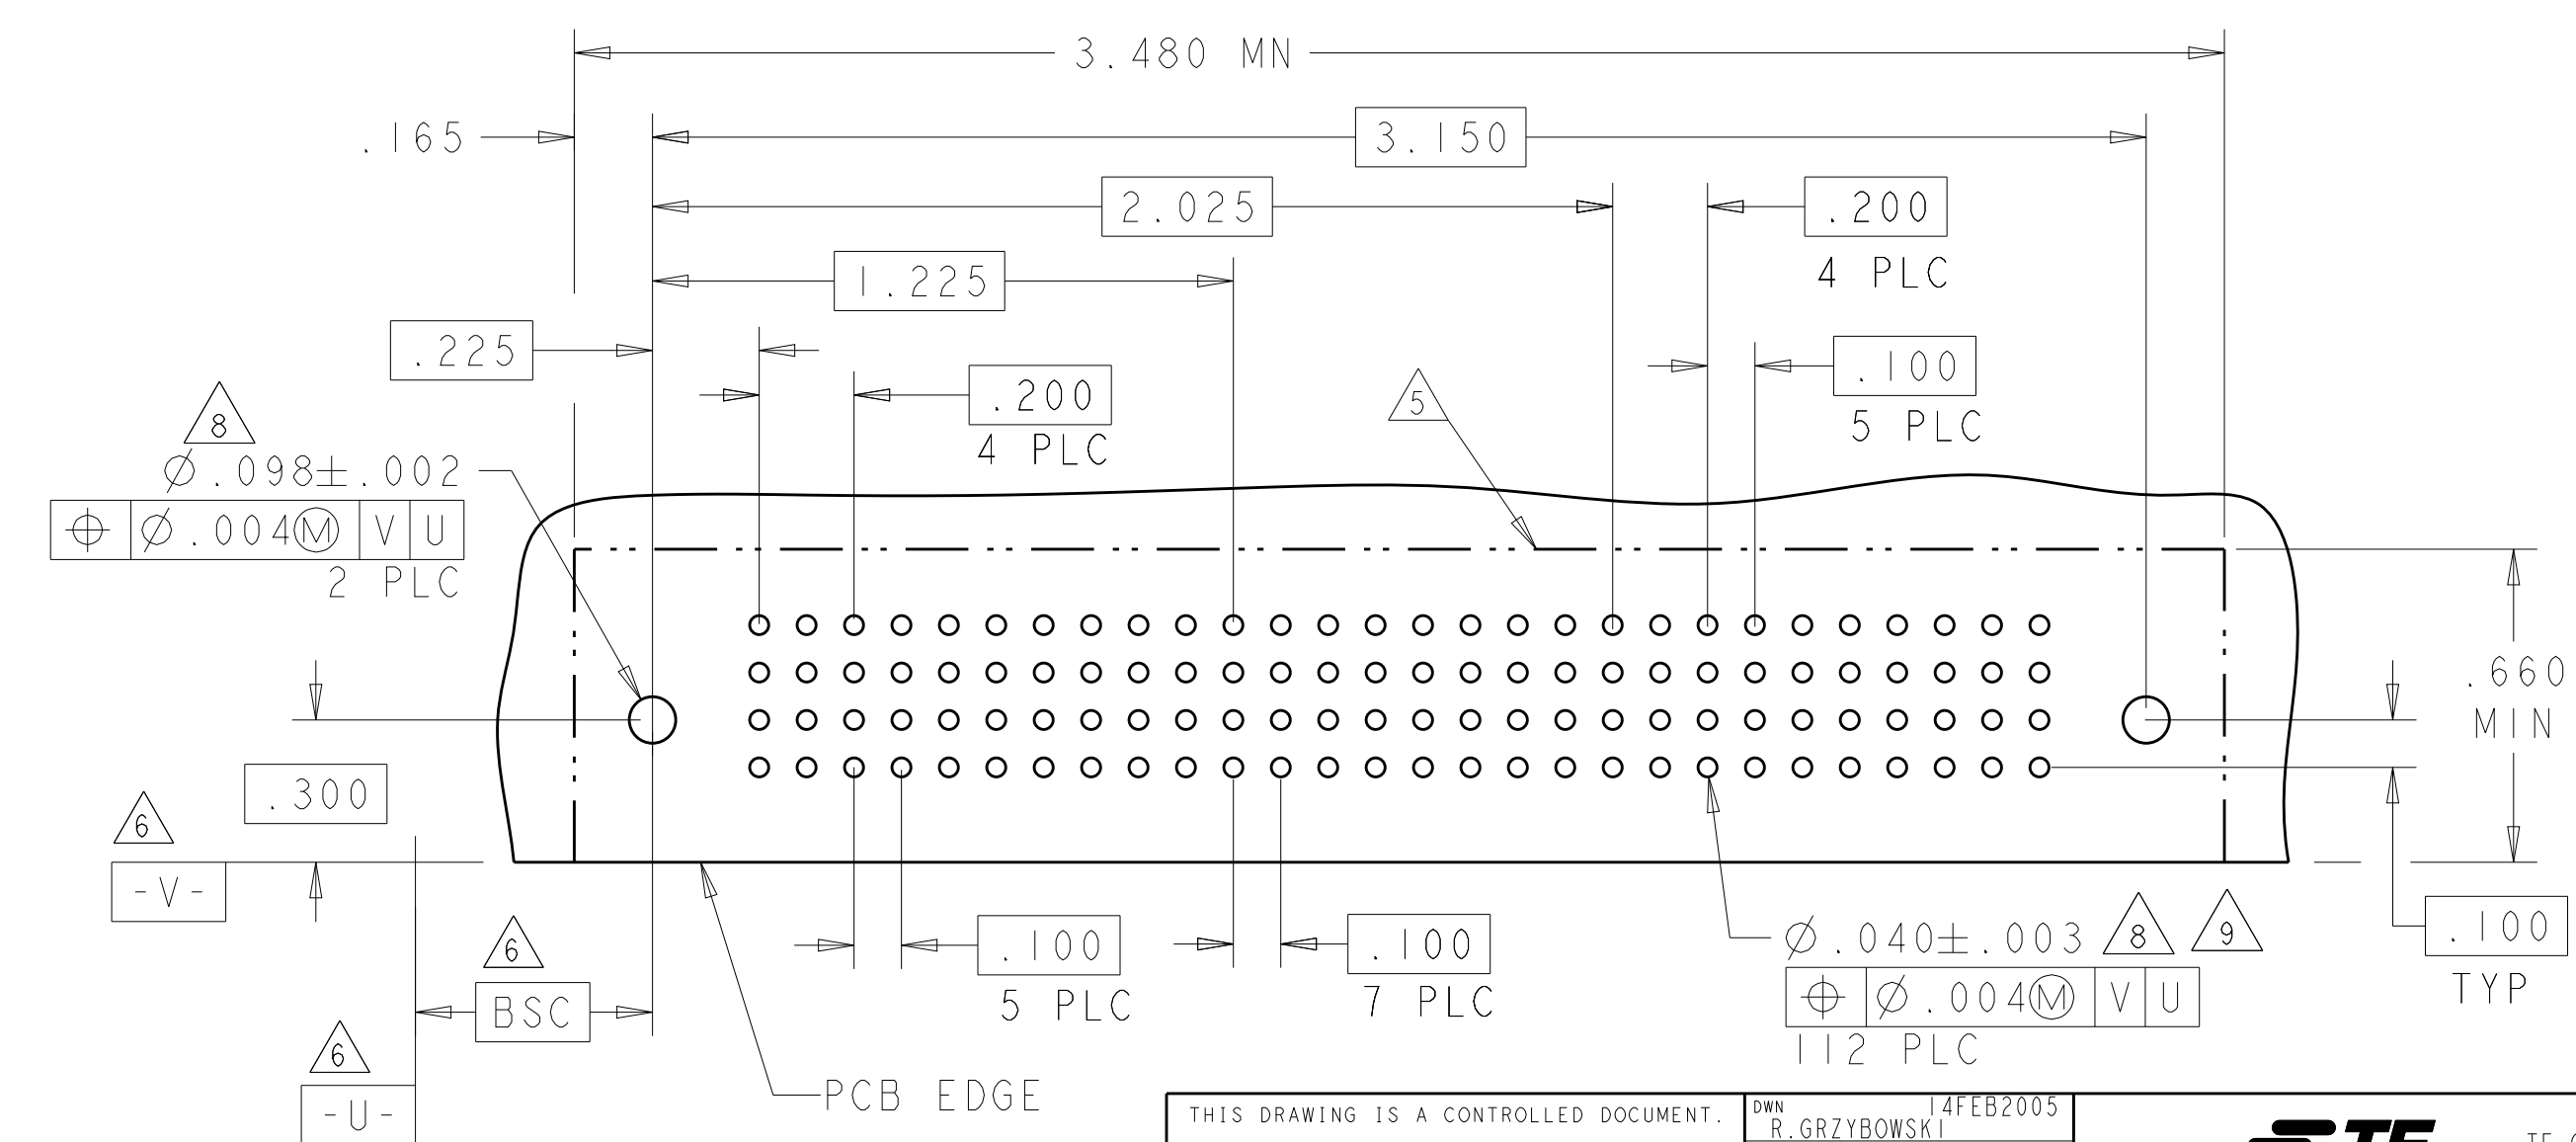 3.480 MN
.165
3.150
2.025
.200
4 PLC
1.225
.225
.200
4 PLC
.100
5 PLC
5
8
Ø.098±.002
⌖ Ø.004Ⓜ V U
2 PLC
.660
MIN
.300
6
-V-
6
BSC
6
-U-
.100
5 PLC
.100
7 PLC
Ø.040±.003
8
9
⌖ Ø.004Ⓜ V U
112 PLC
.100
TYP
PCB EDGE
THIS DRAWING IS A CONTROLLED DOCUMENT.
DWN 14FEB2005
R.GRZYBOWSKI
TE
TE